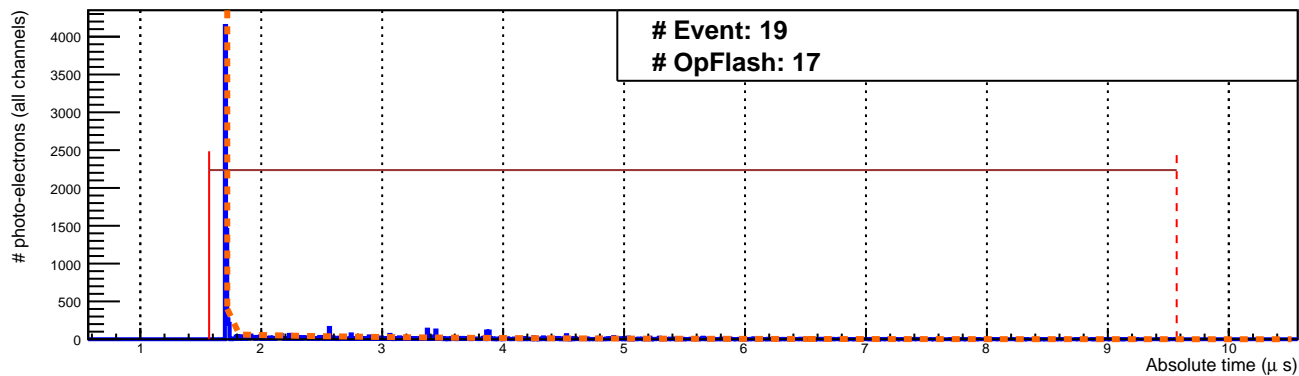 # Event: 19
# OpFlash: 17
# photo-electrons (all channels)
4000
3500
3000
2500
2000
1500
1000
500
0
1 2 3 4 5 6 7 8 9 10
Absolute time (μ s)